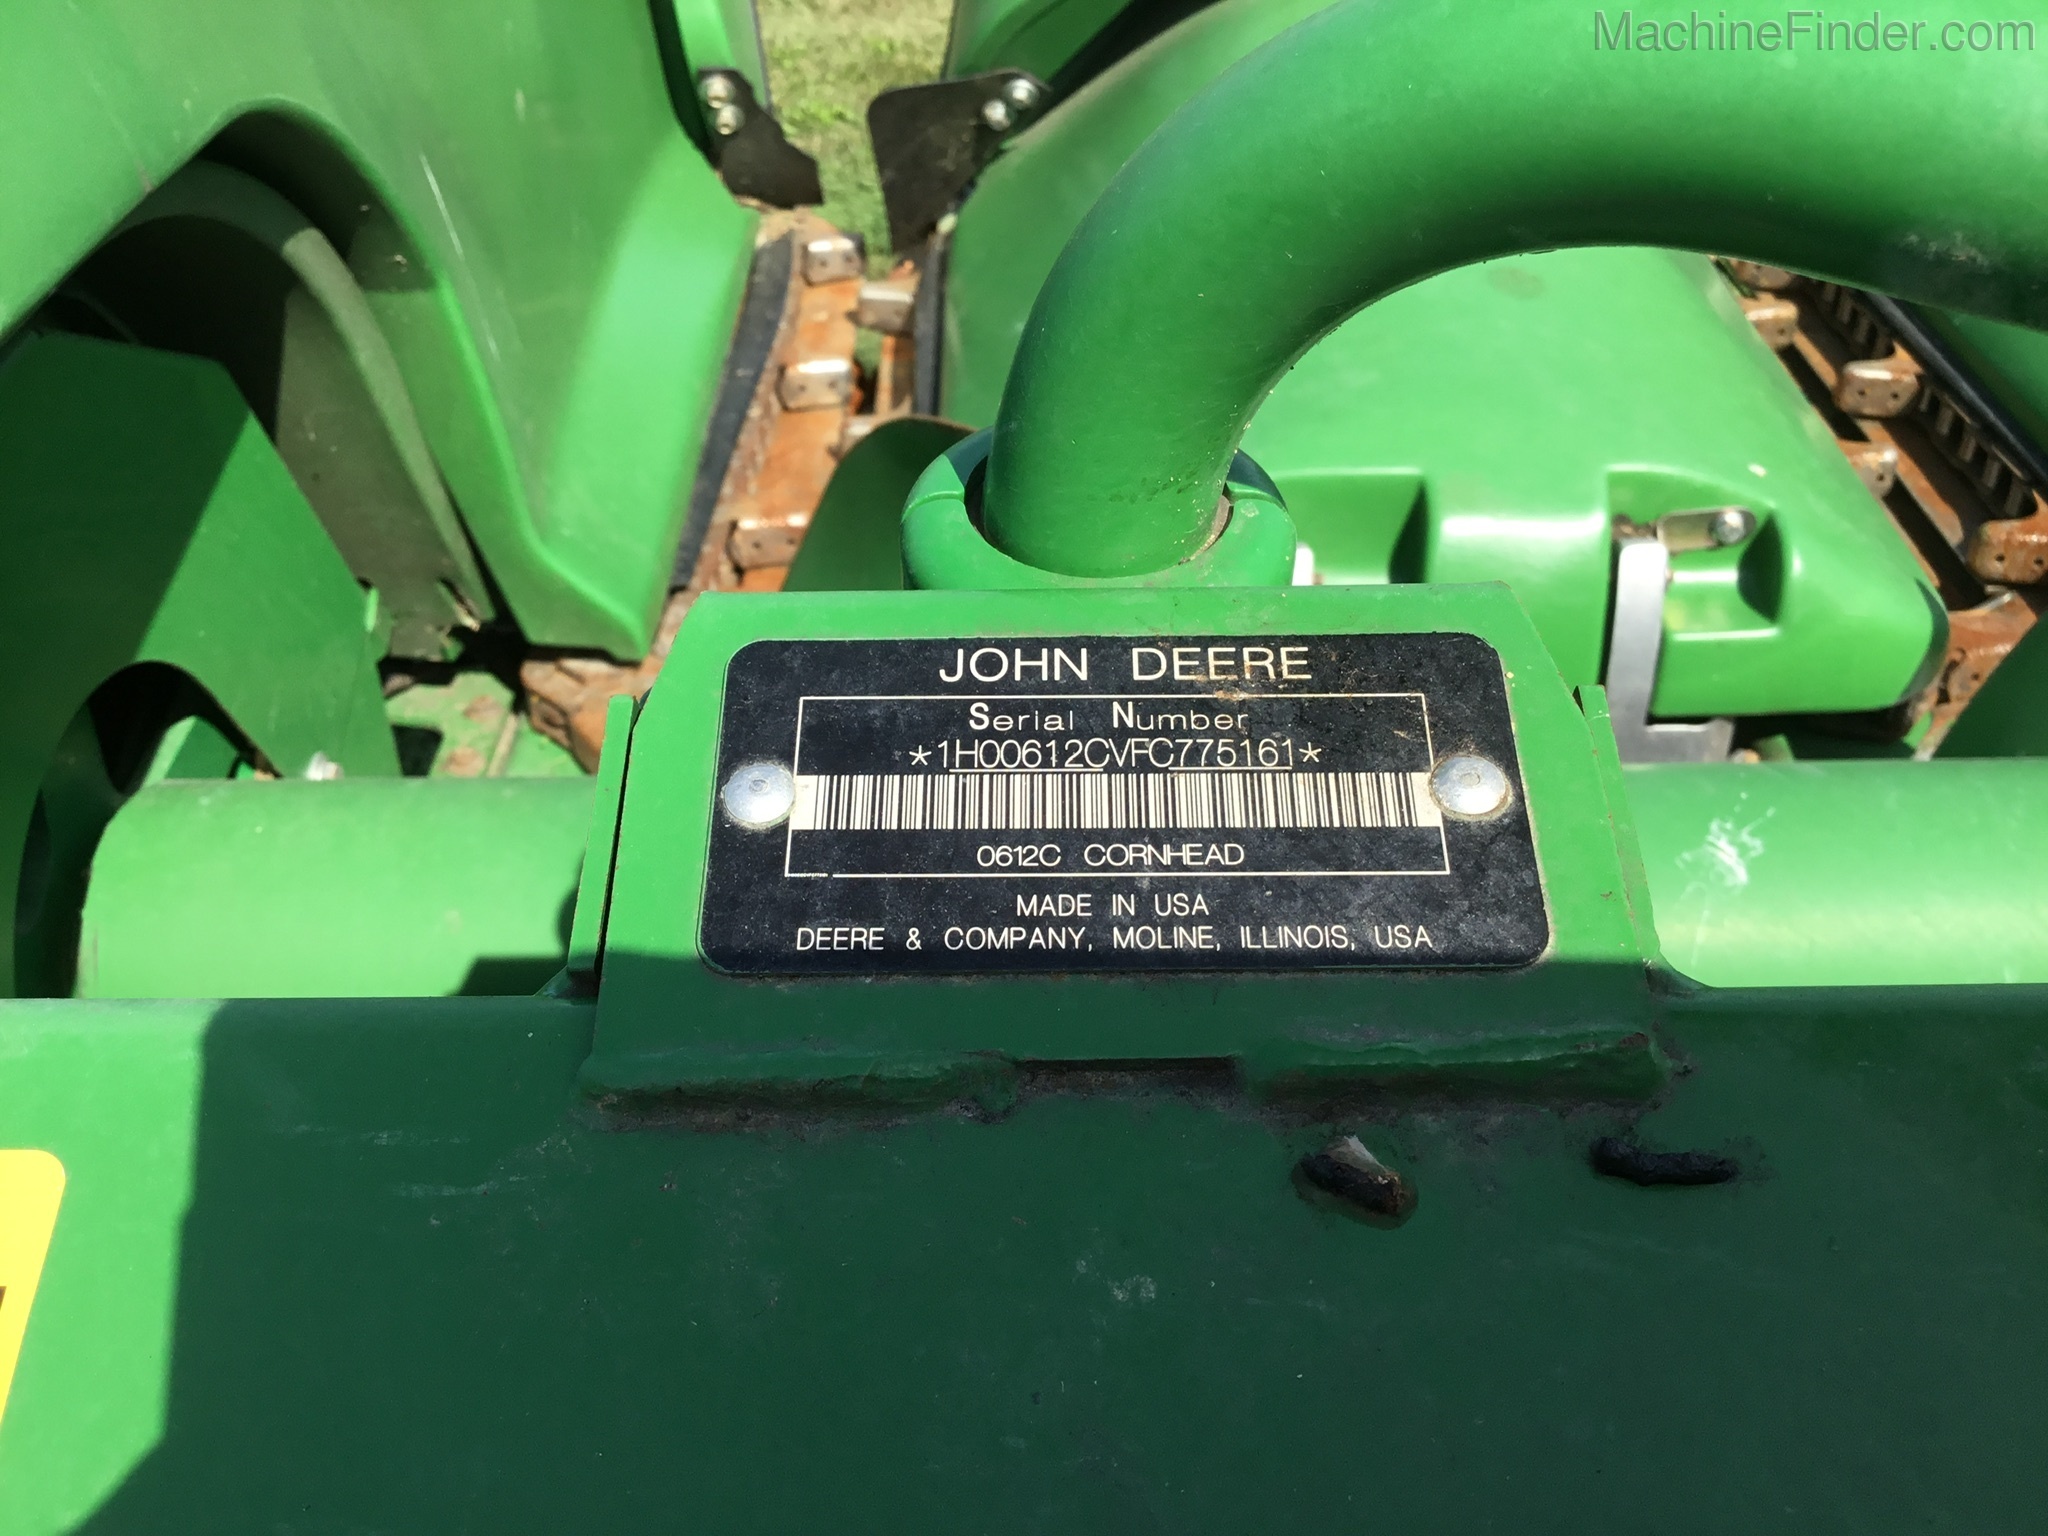 MachineFinder.com
JOHN DEERE
Serial Number
*1H00612CVFC775161*
0612C CORNHEAD
MADE IN USA
DEERE & COMPANY, MOLINE, ILLINOIS, USA